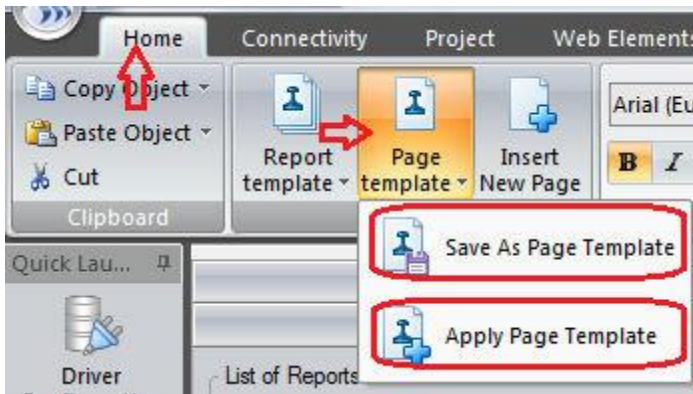 Home Connectivity Project Web Elements
Copy Object
Paste Object
Cut
Clipboard
Report template
Page template
Insert New Page
Arial (Eu
B I
Save As Page Template
Apply Page Template
Quick Lau...
Driver
List of Reports